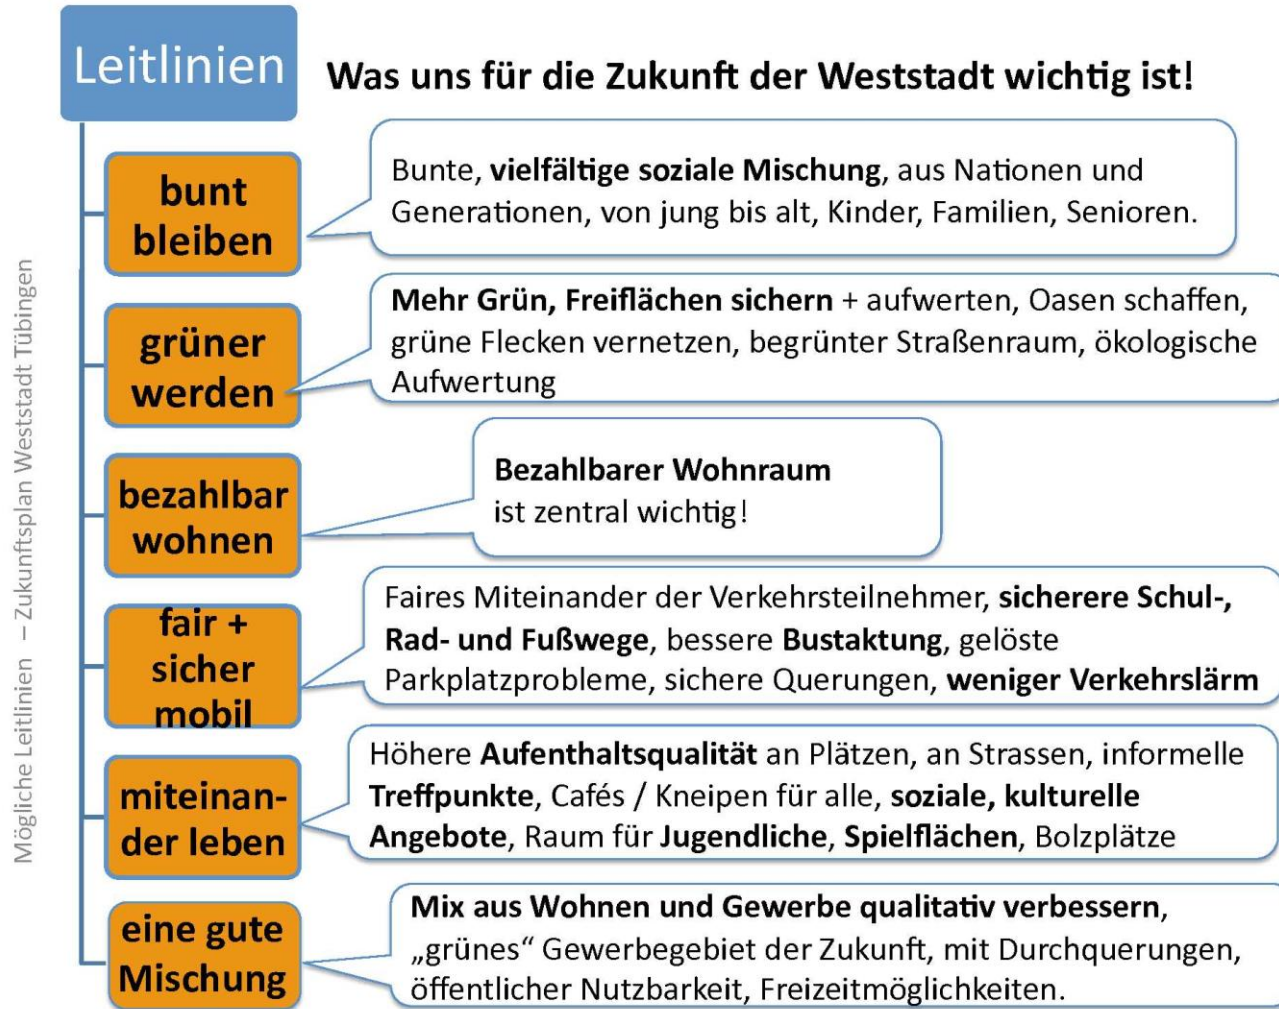 Leitlinien
Was uns für die Zukunft der Weststadt wichtig ist!
bunt
bleiben
Bunte, vielfältige soziale Mischung, aus Nationen und
Generationen, von jung bis alt, Kinder, Familien, Senioren.
grüner
werden
Mehr Grün, Freiflächen sichern + aufwerten, Oasen schaffen,
grüne Flecken vernetzen, begrünter Straßenraum, ökologische
Aufwertung
bezahlbar
wohnen
Bezahlbarer Wohnraum
ist zentral wichtig!
fair +
sicher
mobil
Faires Miteinander der Verkehrsteilnehmer, sicherere Schul-,
Rad- und Fußwege, bessere Bustaktung, gelöste
Parkplatzprobleme, sichere Querungen, weniger Verkehrslärm
miteinan-
der leben
Höhere Aufenthaltsqualität an Plätzen, an Strassen, informelle
Treffpunkte, Cafés / Kneipen für alle, soziale, kulturelle
Angebote, Raum für Jugendliche, Spielflächen, Bolzplätze
eine gute
Mischung
Mix aus Wohnen und Gewerbe qualitativ verbessern,
„grünes“ Gewerbegebiet der Zukunft, mit Durchquerungen,
öffentlicher Nutzbarkeit, Freizeitmöglichkeiten.
Mögliche Leitlinien – Zukunftsplan Weststadt Tübingen